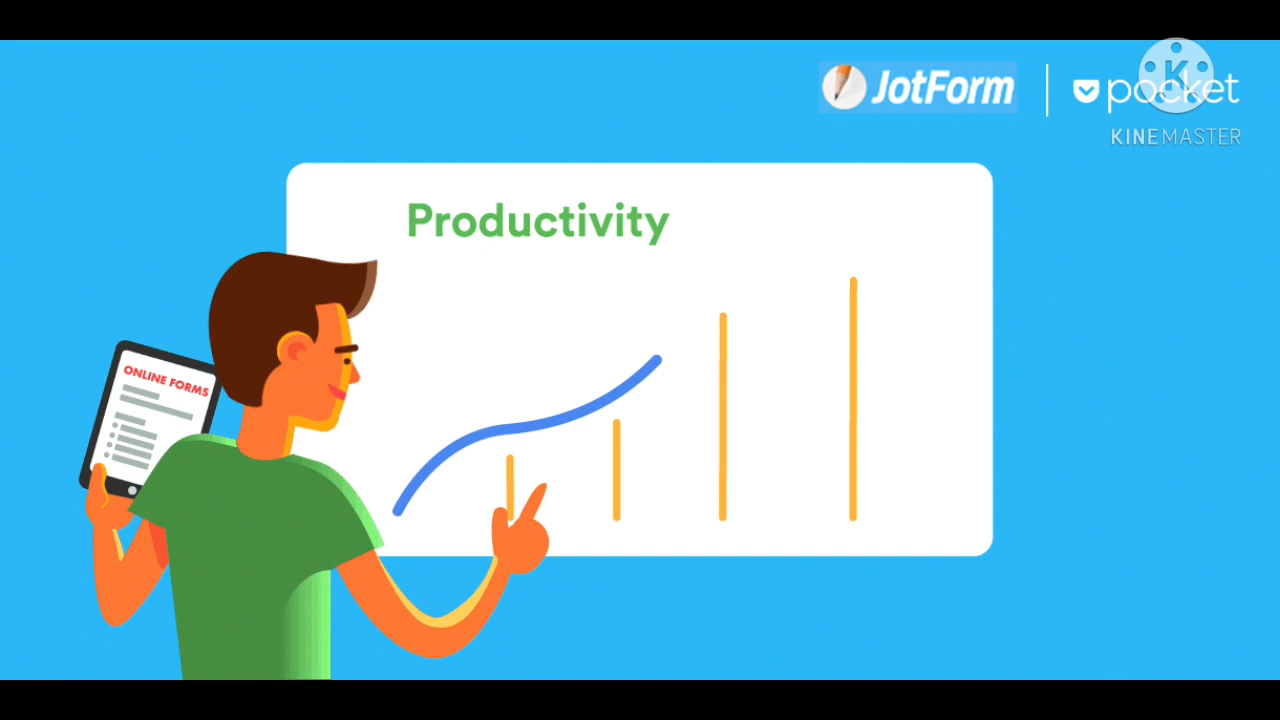 JotForm
pocket
KINEMASTER
Productivity
ONLINE FORMS